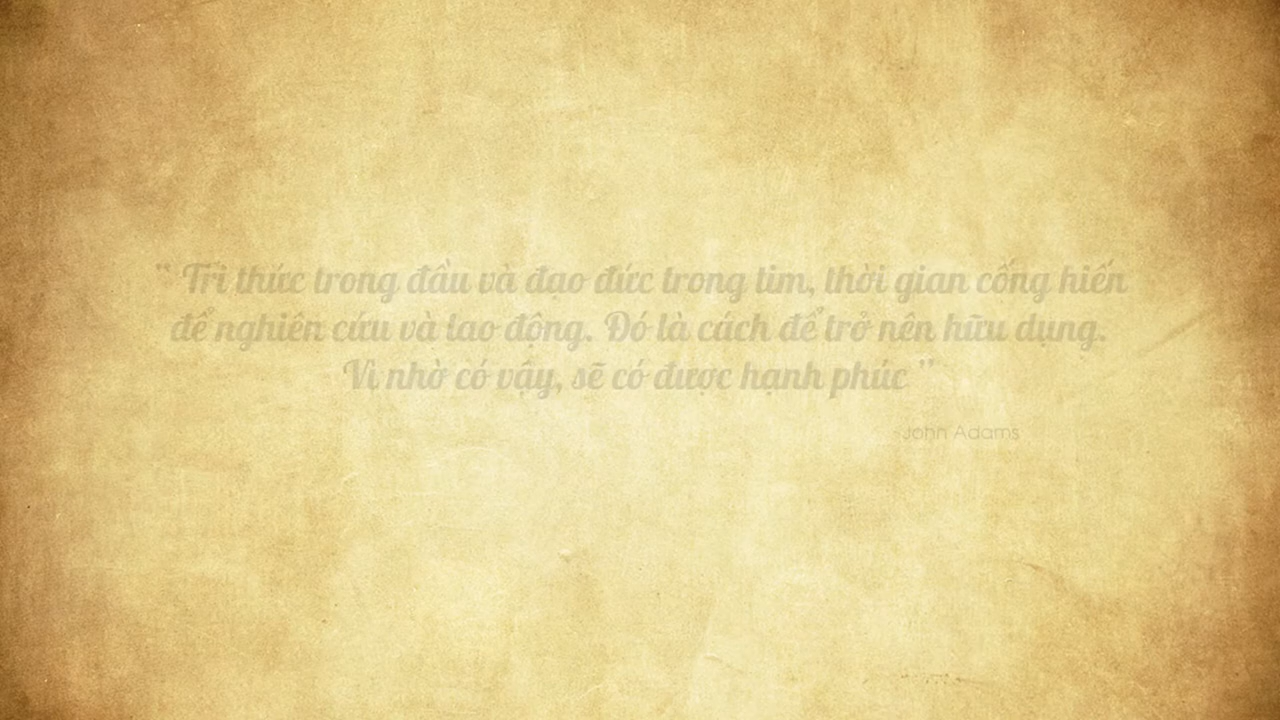 " Tri thức trong đầu và đạo đức trong tim, thời gian cống hiến
để nghiên cứu và lao động. Đó là cách để trở nên hữu dụng.
Vì nhờ có vậy, sẽ có được hạnh phúc "
-John Adams